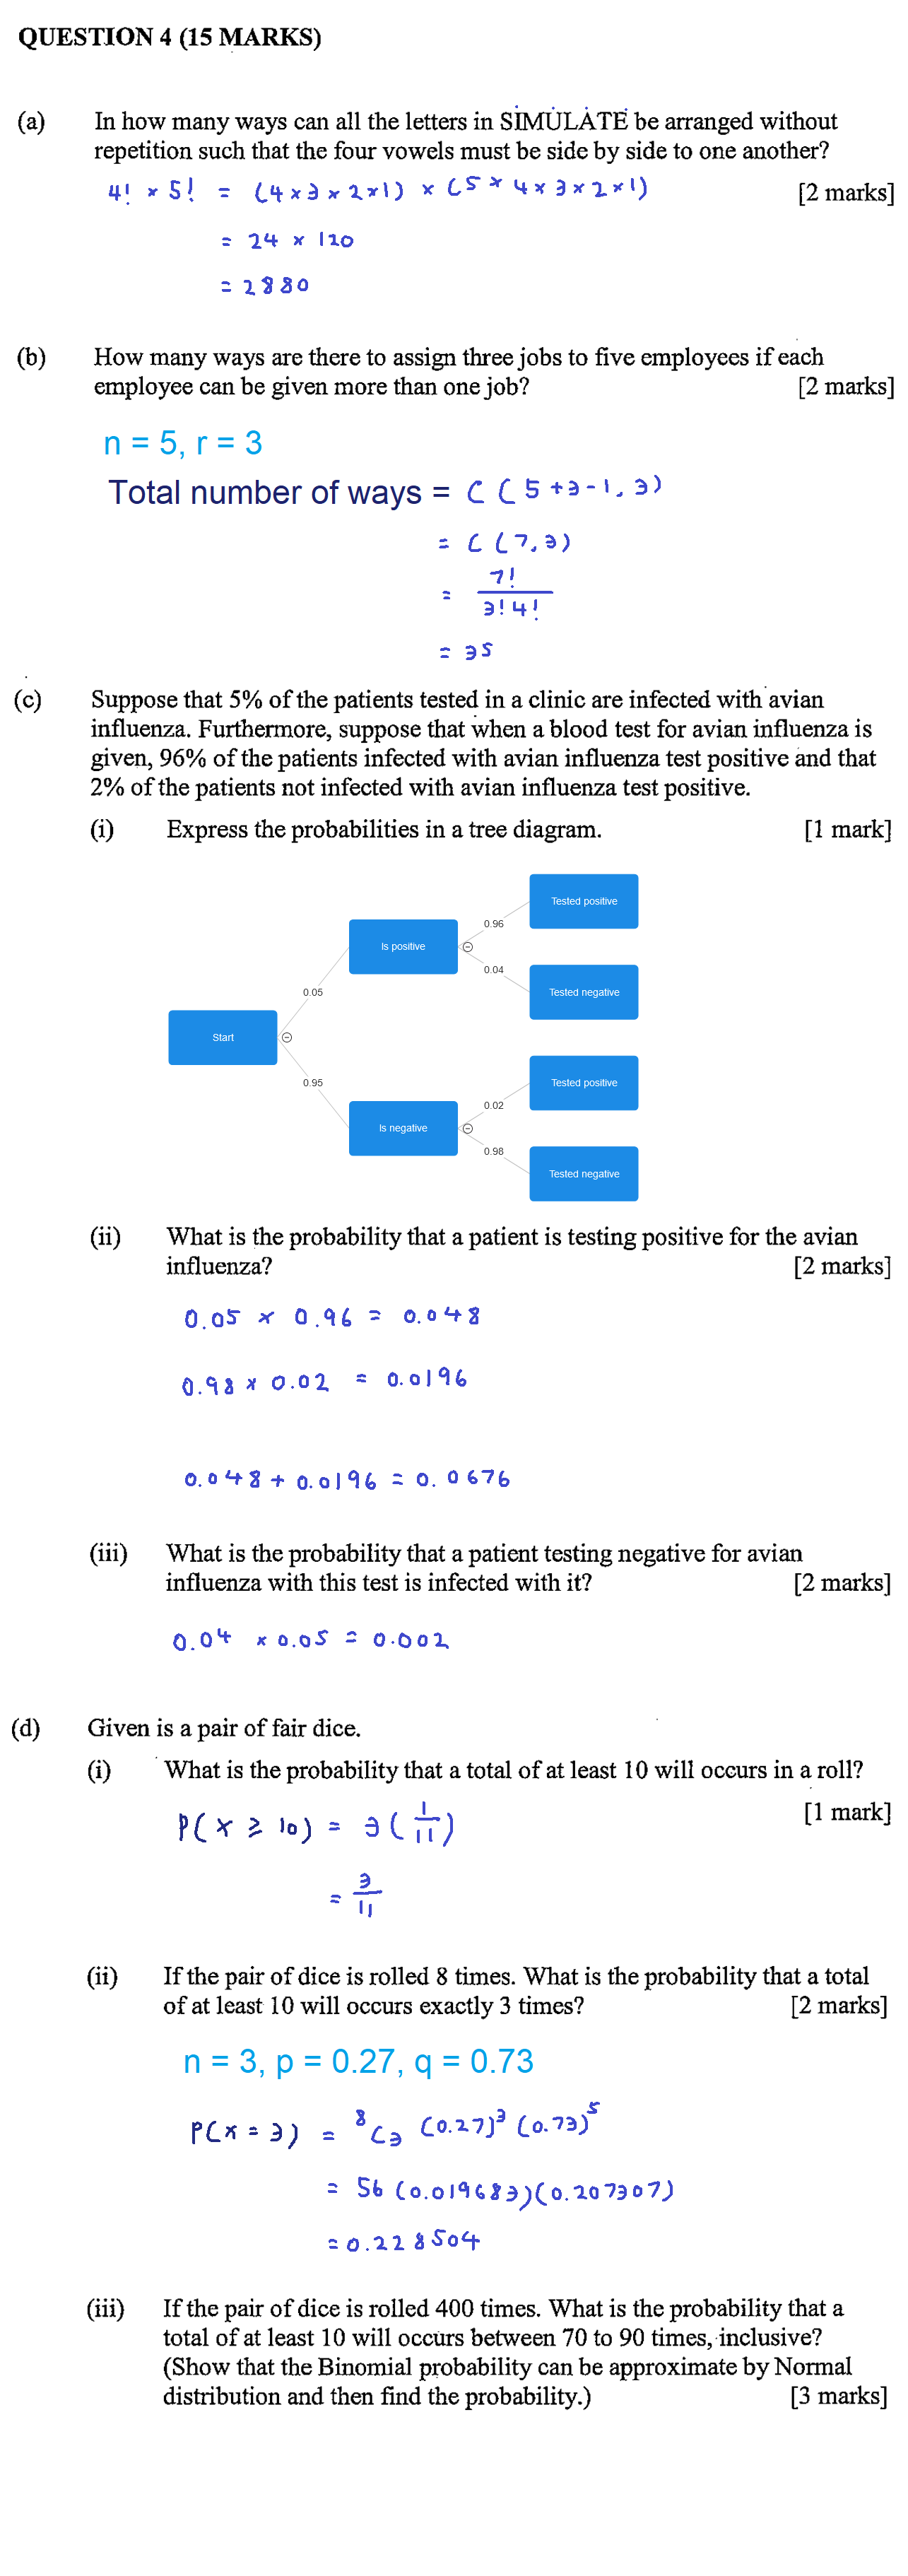 QUESTION 4 (15 MARKS)
(a) In how many ways can all the letters in SIMULATE be arranged without
repetition such that the four vowels must be side by side to one another?
[2 marks]
4! × 5! = (4×3×2×1) × (5×4×3×2×1)
= 24 × 120
= 2880
(b) How many ways are there to assign three jobs to five employees if each
employee can be given more than one job? [2 marks]
n = 5, r = 3
Total number of ways = C(5+3-1,3)
= C(7,3)
= 7!/3!4!
= 35
(c) Suppose that 5% of the patients tested in a clinic are infected with avian
influenza. Furthermore, suppose that when a blood test for avian influenza is
given, 96% of the patients infected with avian influenza test positive and that
2% of the patients not infected with avian influenza test positive.
(i) Express the probabilities in a tree diagram. [1 mark]
Tested positive
0.96
Is positive
0.04
Tested negative
0.05
Start
0.95
Tested positive
0.02
Is negative
0.98
Tested negative
(ii) What is the probability that a patient is testing positive for the avian
influenza? [2 marks]
0.05 × 0.96 = 0.048
0.98 × 0.02 = 0.0196
0.048 + 0.0196 = 0.0676
(iii) What is the probability that a patient testing negative for avian
influenza with this test is infected with it? [2 marks]
0.04 × 0.05 = 0.002
(d) Given is a pair of fair dice.
(i) What is the probability that a total of at least 10 will occurs in a roll?
[1 mark]
P(x ≥ 10) = 3(1/11)
= 3/11
(ii) If the pair of dice is rolled 8 times. What is the probability that a total
of at least 10 will occurs exactly 3 times? [2 marks]
n = 3, p = 0.27, q = 0.73
P(x = 3) = ⁸C₃ (0.27)³ (0.73)⁵
= 56 (0.019683)(0.207307)
= 0.228504
(iii) If the pair of dice is rolled 400 times. What is the probability that a
total of at least 10 will occurs between 70 to 90 times, inclusive?
(Show that the Binomial probability can be approximate by Normal
distribution and then find the probability.) [3 marks]